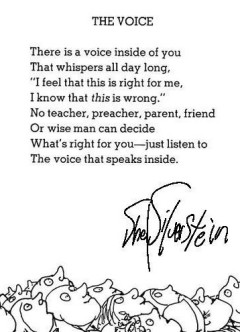 THE VOICE
There is a voice inside of you
That whispers all day long,
"I feel that this is right for me,
I know that this is wrong."
No teacher, preacher, parent, friend
Or wise man can decide
What's right for you—just listen to
The voice that speaks inside.
Shel Silverstein